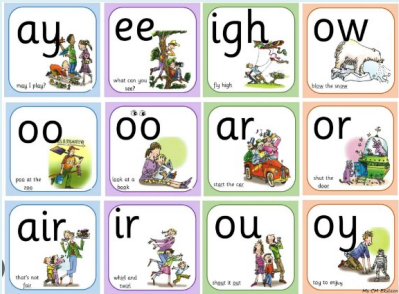 ay
may I play?
ee
what can you
see?
igh
fly high
ow
blow the snow
oo
poo at the
zoo
oo
look at a
book
ar
start the car
or
shut the
door
air
that's not
fair
ir
whirl and
twirl
ou
shout it out
oy
toy to enjoy